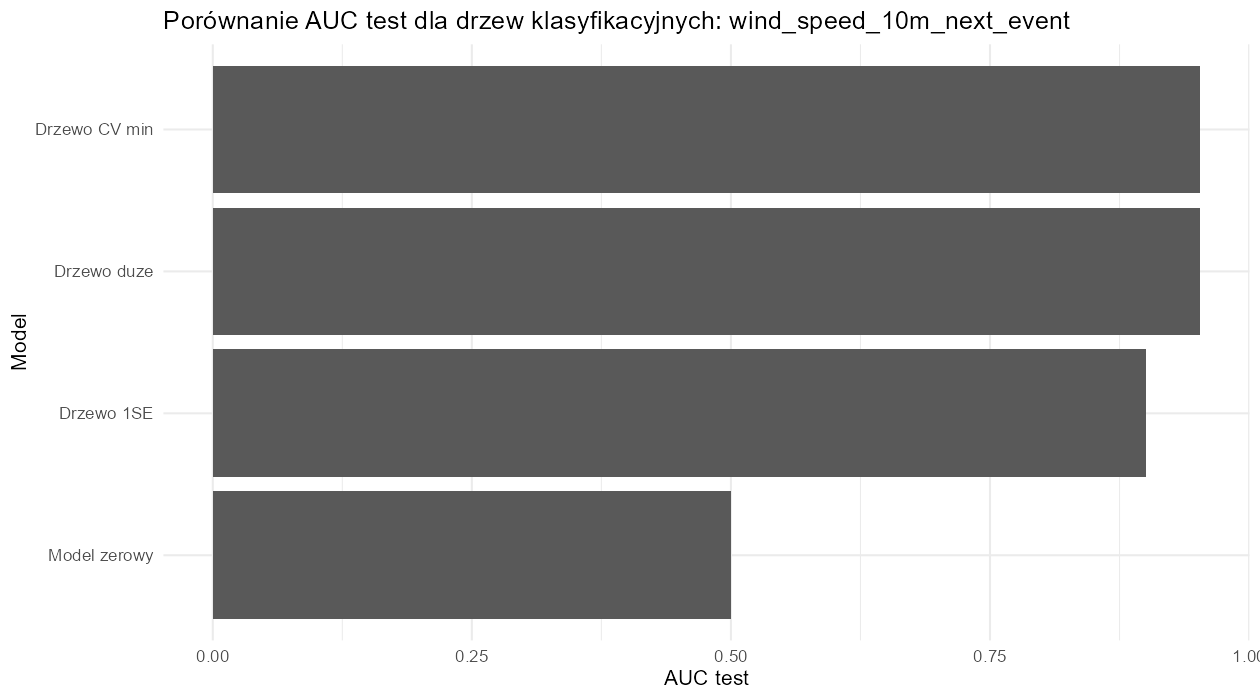 Porównanie AUC test dla drzew klasyfikacyjnych: wind_speed_10m_next_event
Model
Drzewo CV min
Drzewo duze
Drzewo 1SE
Model zerowy
0.00 0.25 0.50 0.75 1.00
AUC test